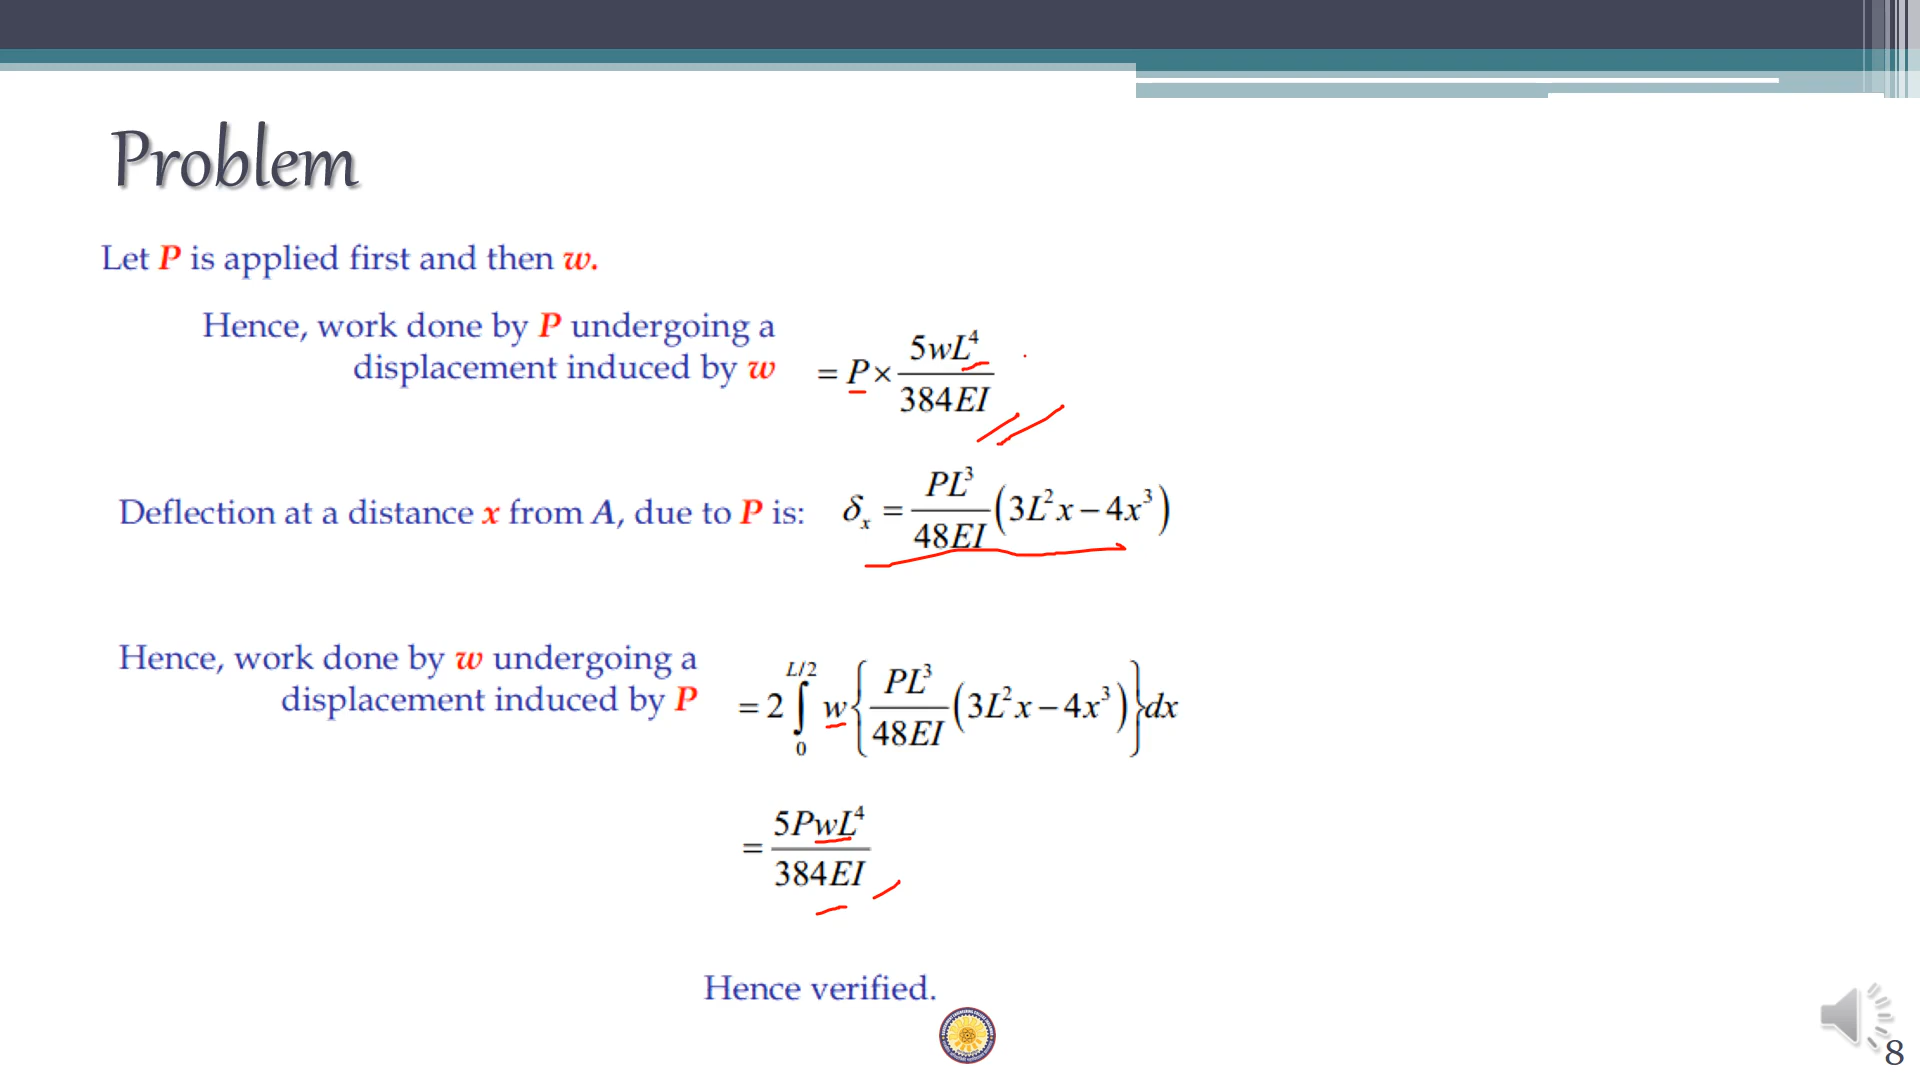 Problem
Let P is applied first and then w.
Hence, work done by P undergoing a
displacement induced by w
= P × 5wL⁴ / 384EI
Deflection at a distance x from A, due to P is:
δₓ = PL³ / 48EI (3L²x − 4x³)
Hence, work done by w undergoing a
displacement induced by P
= 2 ∫₀^{L/2} w { PL³ / 48EI (3L²x − 4x³) } dx
= 5PwL⁴ / 384EI
Hence verified.
8